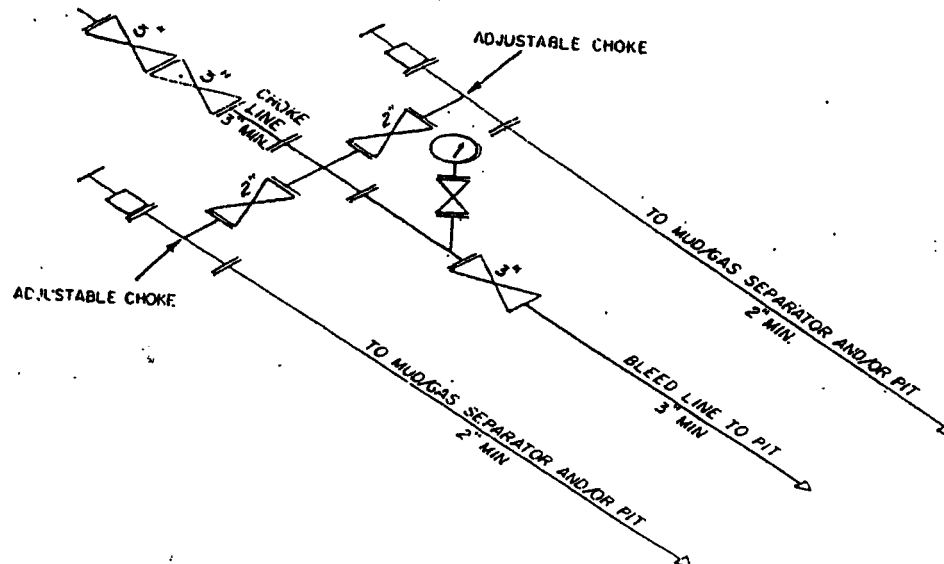 3"
3"
CHOKE
LINE
3" MIN.
2"
2"
ADJUSTABLE CHOKE
ADJUSTABLE CHOKE
3"
TO MUD/GAS SEPARATOR AND/OR PIT
2" MIN.
BLEED LINE TO PIT
3" MIN
TO MUD/GAS SEPARATOR AND/OR PIT
2" MIN